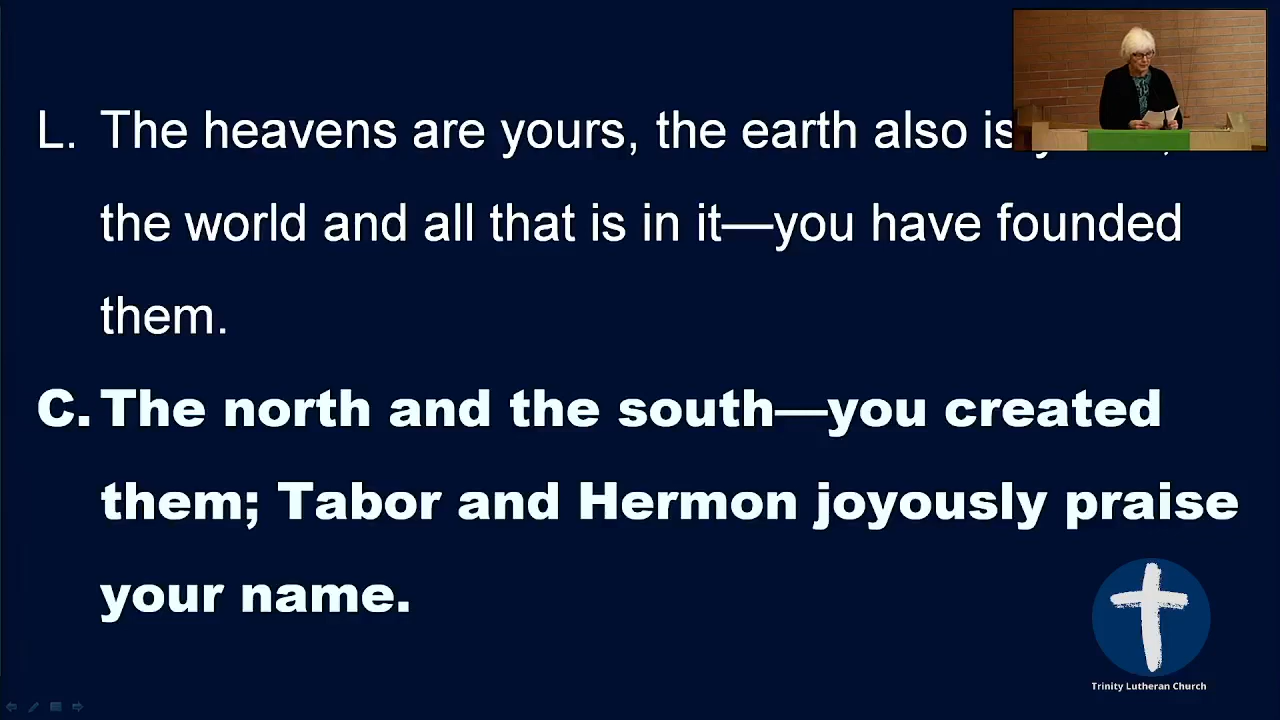 L. The heavens are yours, the earth also is
the world and all that is in it—you have founded
them.
C. The north and the south—you created
them; Tabor and Hermon joyously praise
your name.
Trinity Lutheran Church